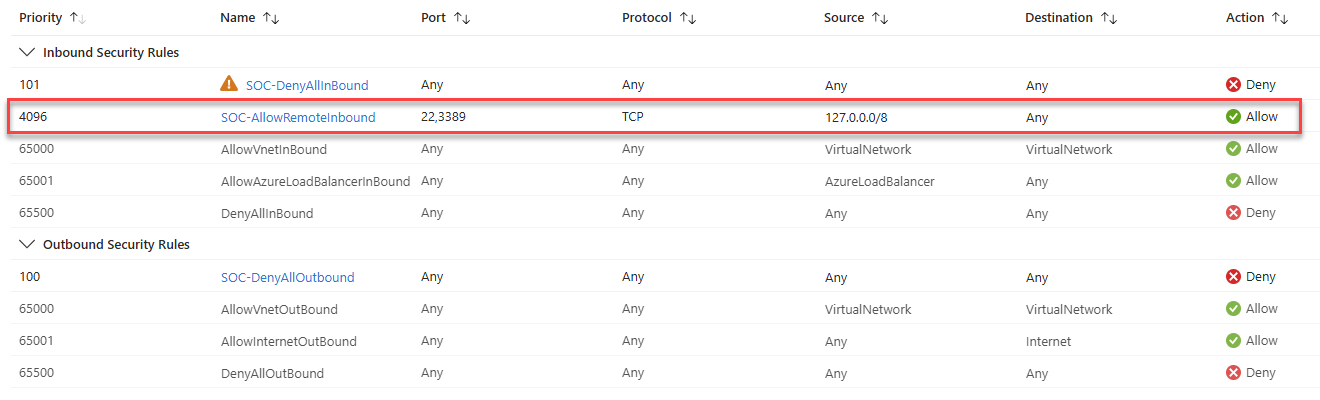 Priority Name Port Protocol Source Destination Action
Inbound Security Rules
101 SOC-DenyAllInBound Any Any Any Any Deny
4096 SOC-AllowRemoteInbound 22,3389 TCP 127.0.0.0/8 Any Allow
65000 AllowVnetInBound Any Any VirtualNetwork VirtualNetwork Allow
65001 AllowAzureLoadBalancerInBound Any Any AzureLoadBalancer Any Allow
65500 DenyAllInBound Any Any Any Any Deny
Outbound Security Rules
100 SOC-DenyAllOutbound Any Any Any Any Deny
65000 AllowVnetOutBound Any Any VirtualNetwork VirtualNetwork Allow
65001 AllowInternetOutBound Any Any Any Internet Allow
65500 DenyAllOutBound Any Any Any Any Deny